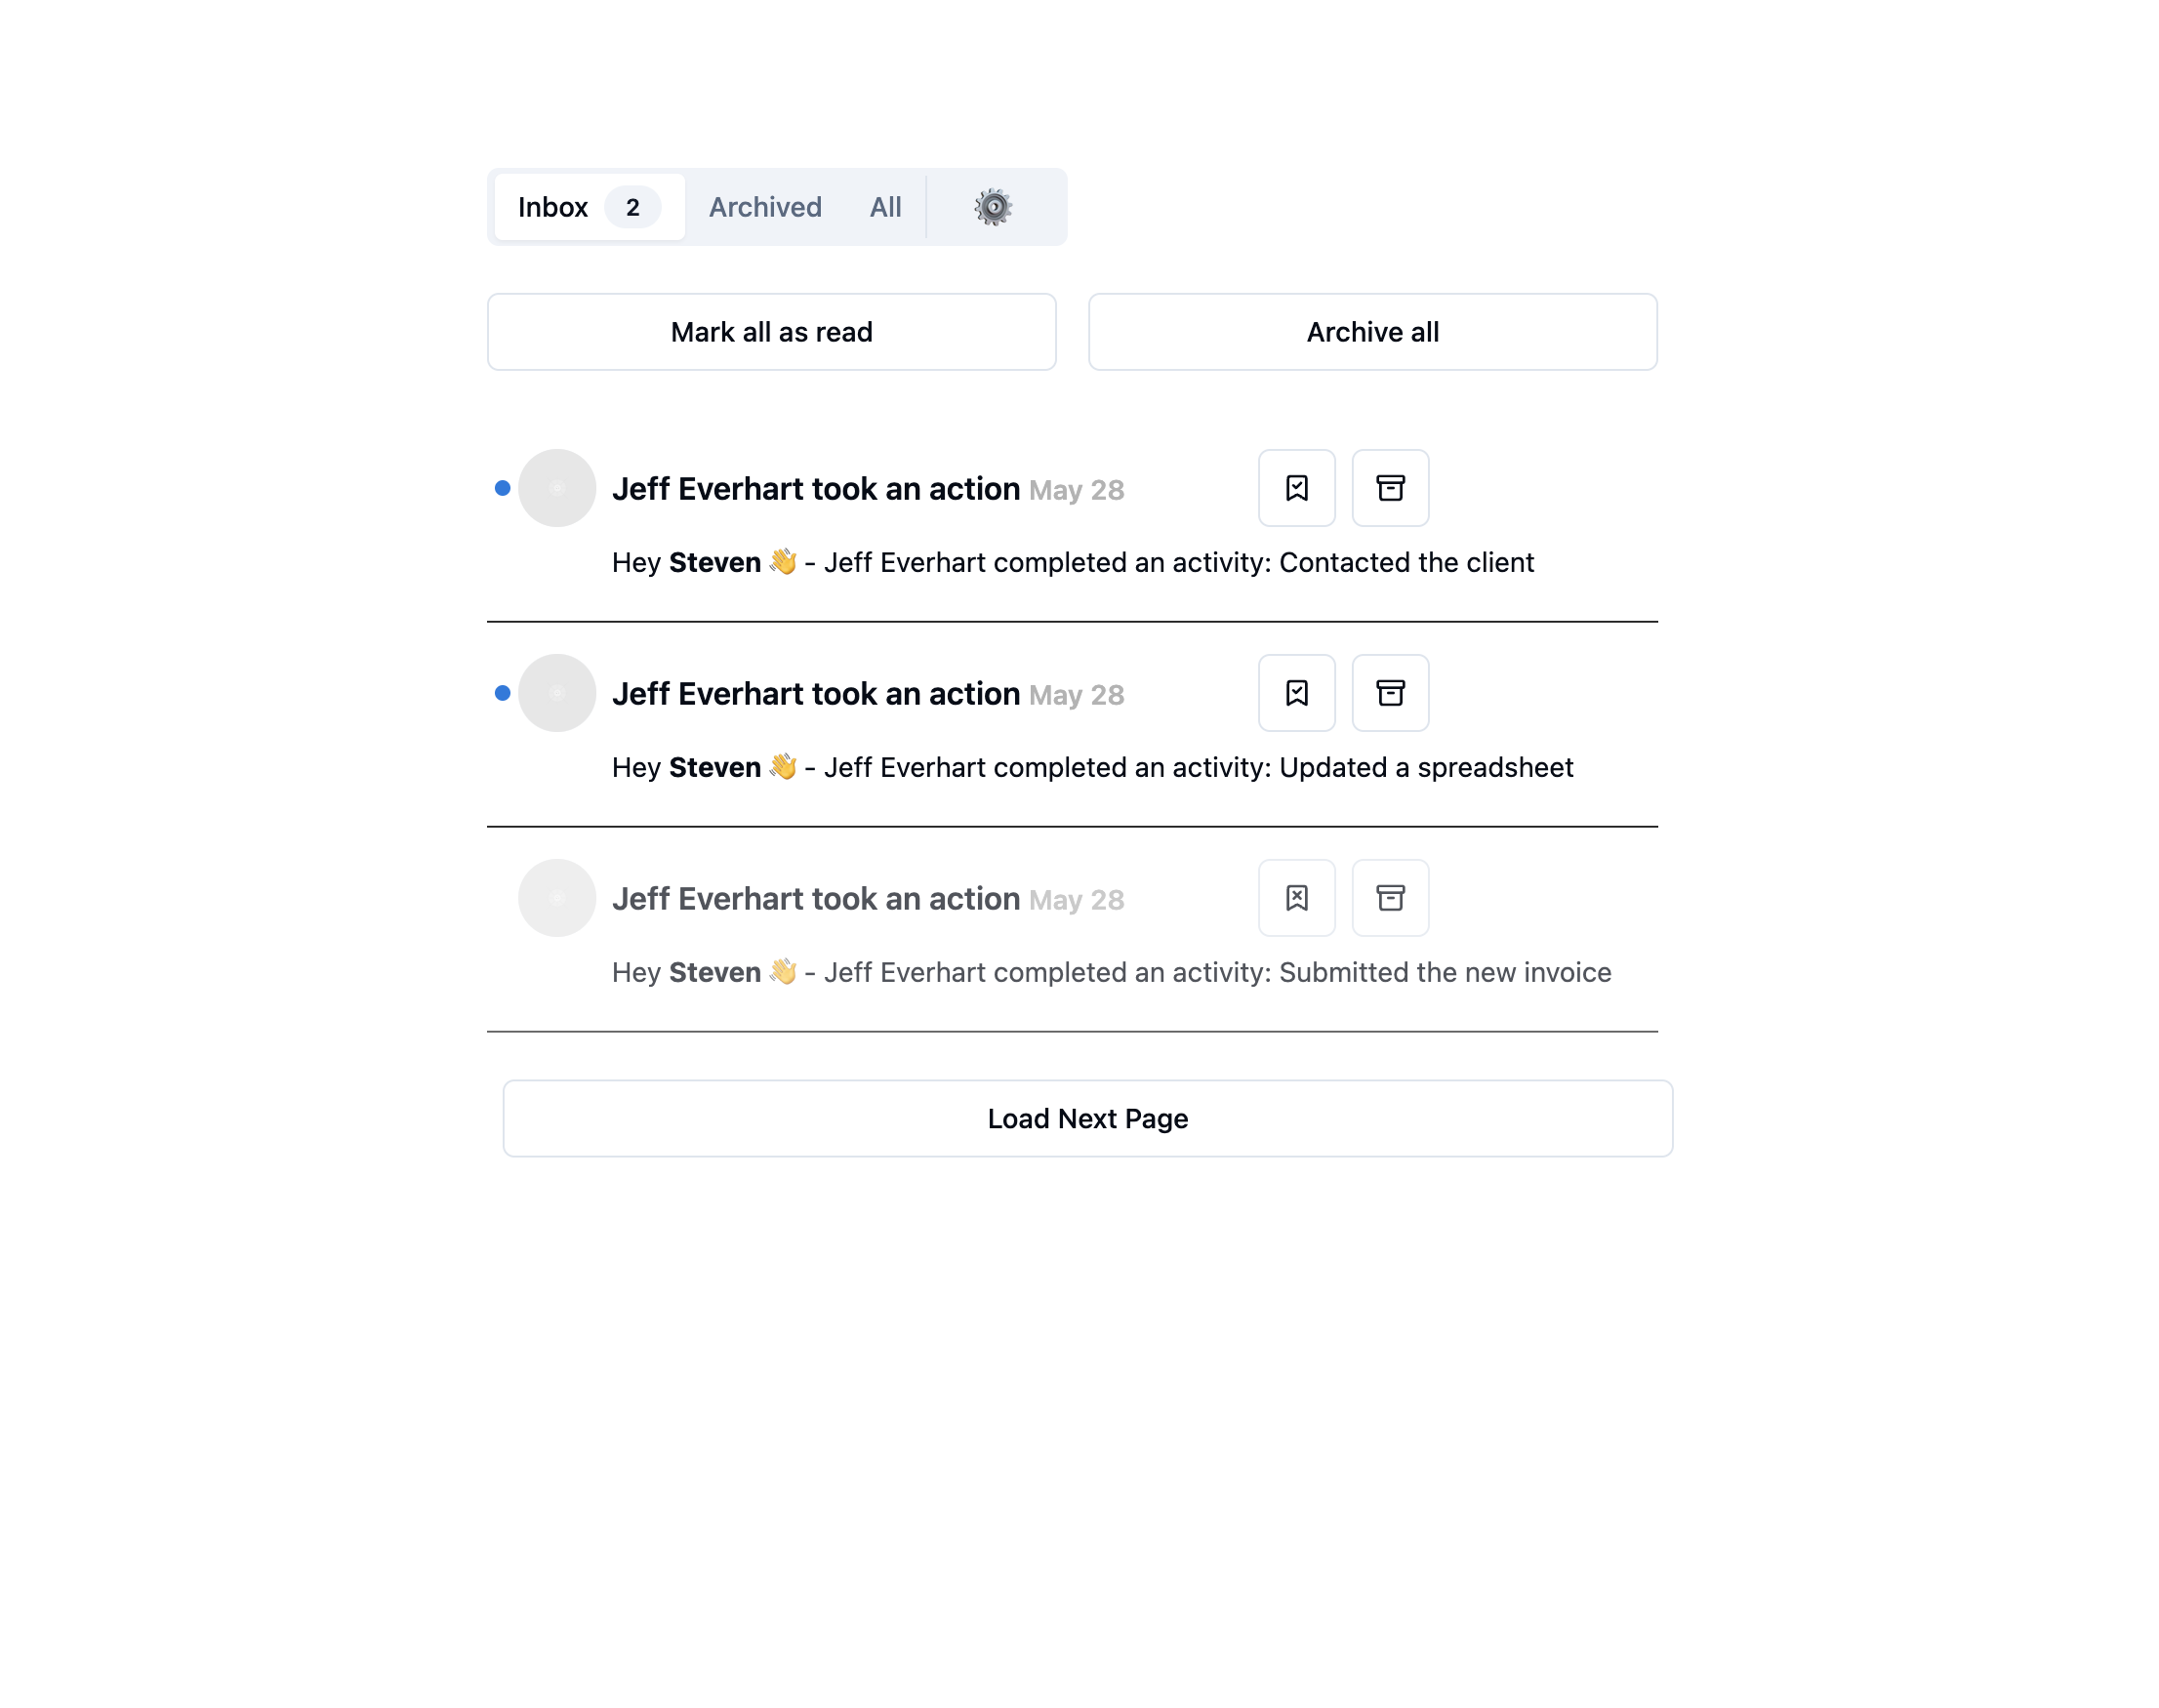 Inbox 2 Archived All
Mark all as read Archive all
Jeff Everhart took an action May 28
Hey Steven 👋 - Jeff Everhart completed an activity: Contacted the client
Jeff Everhart took an action May 28
Hey Steven 👋 - Jeff Everhart completed an activity: Updated a spreadsheet
Jeff Everhart took an action May 28
Hey Steven 👋 - Jeff Everhart completed an activity: Submitted the new invoice
Load Next Page